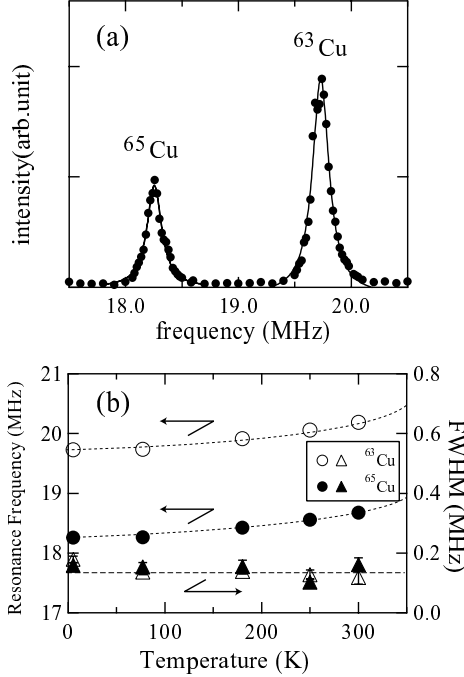 (a)
63Cu
65Cu
intensity(arb.unit)
18.0 19.0 20.0
frequency (MHz)
(b)
21
20
19
18
17
Resonance Frequency (MHz)
0.8
0.6
0.4
0.2
0.0
FWHM (MHz)
63Cu
65Cu
0 100 200 300
Temperature (K)